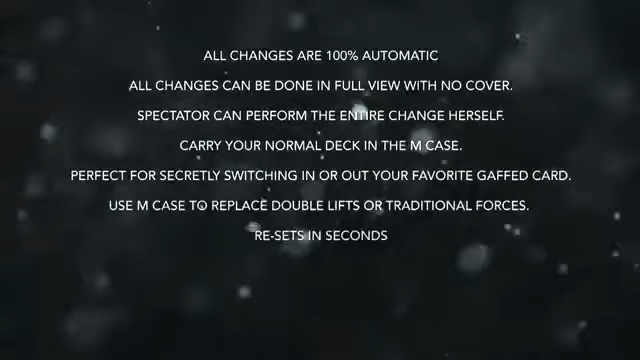 ALL CHANGES ARE 100% AUTOMATIC
ALL CHANGES CAN BE DONE IN FULL VIEW WITH NO COVER.
SPECTATOR CAN PERFORM THE ENTIRE CHANGE HERSELF.
CARRY YOUR NORMAL DECK IN THE M CASE.
PERFECT FOR SECRETLY SWITCHING IN OR OUT YOUR FAVORITE GAFFED CARD.
USE M CASE TO REPLACE DOUBLE LIFTS OR TRADITIONAL FORCES.
RE-SETS IN SECONDS